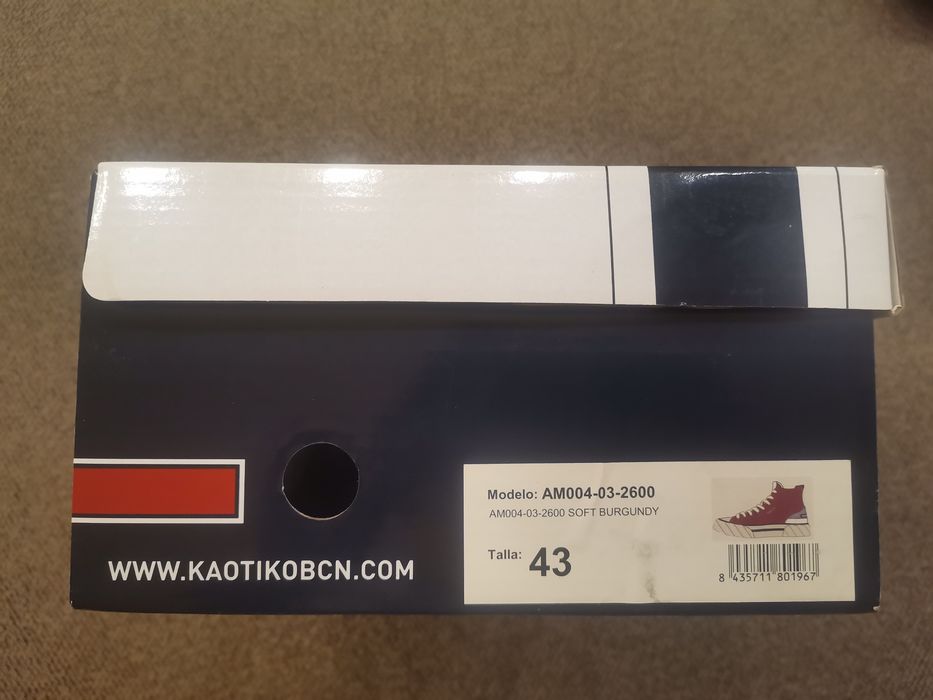 Modelo: AM004-03-2600
AM004-03-2600 SOFT BURGUNDY
Talla: 43
8 435711 801967
WWW.KAOTIKOBCN.COM